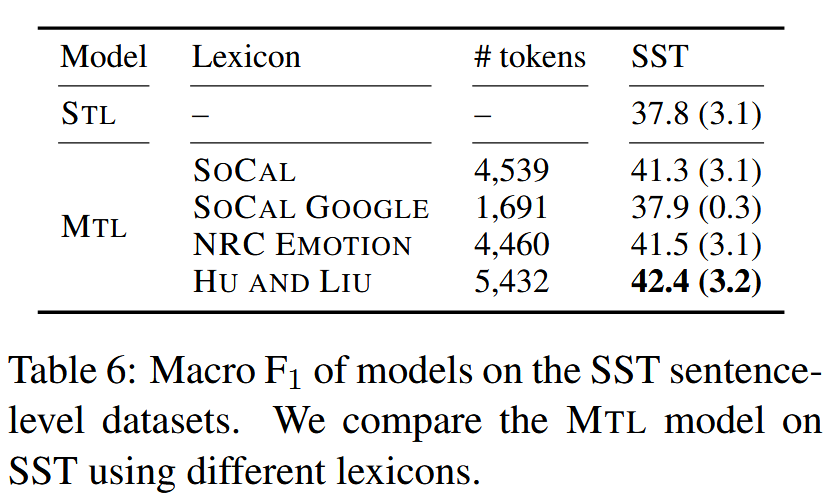 Model Lexicon # tokens SST
STL – – 37.8 (3.1)
MTL
SOCAL 4,539 41.3 (3.1)
SOCAL GOOGLE 1,691 37.9 (0.3)
NRC EMOTION 4,460 41.5 (3.1)
HU AND LIU 5,432 42.4 (3.2)
Table 6: Macro F1 of models on the SST sentence-
level datasets. We compare the MTL model on
SST using different lexicons.